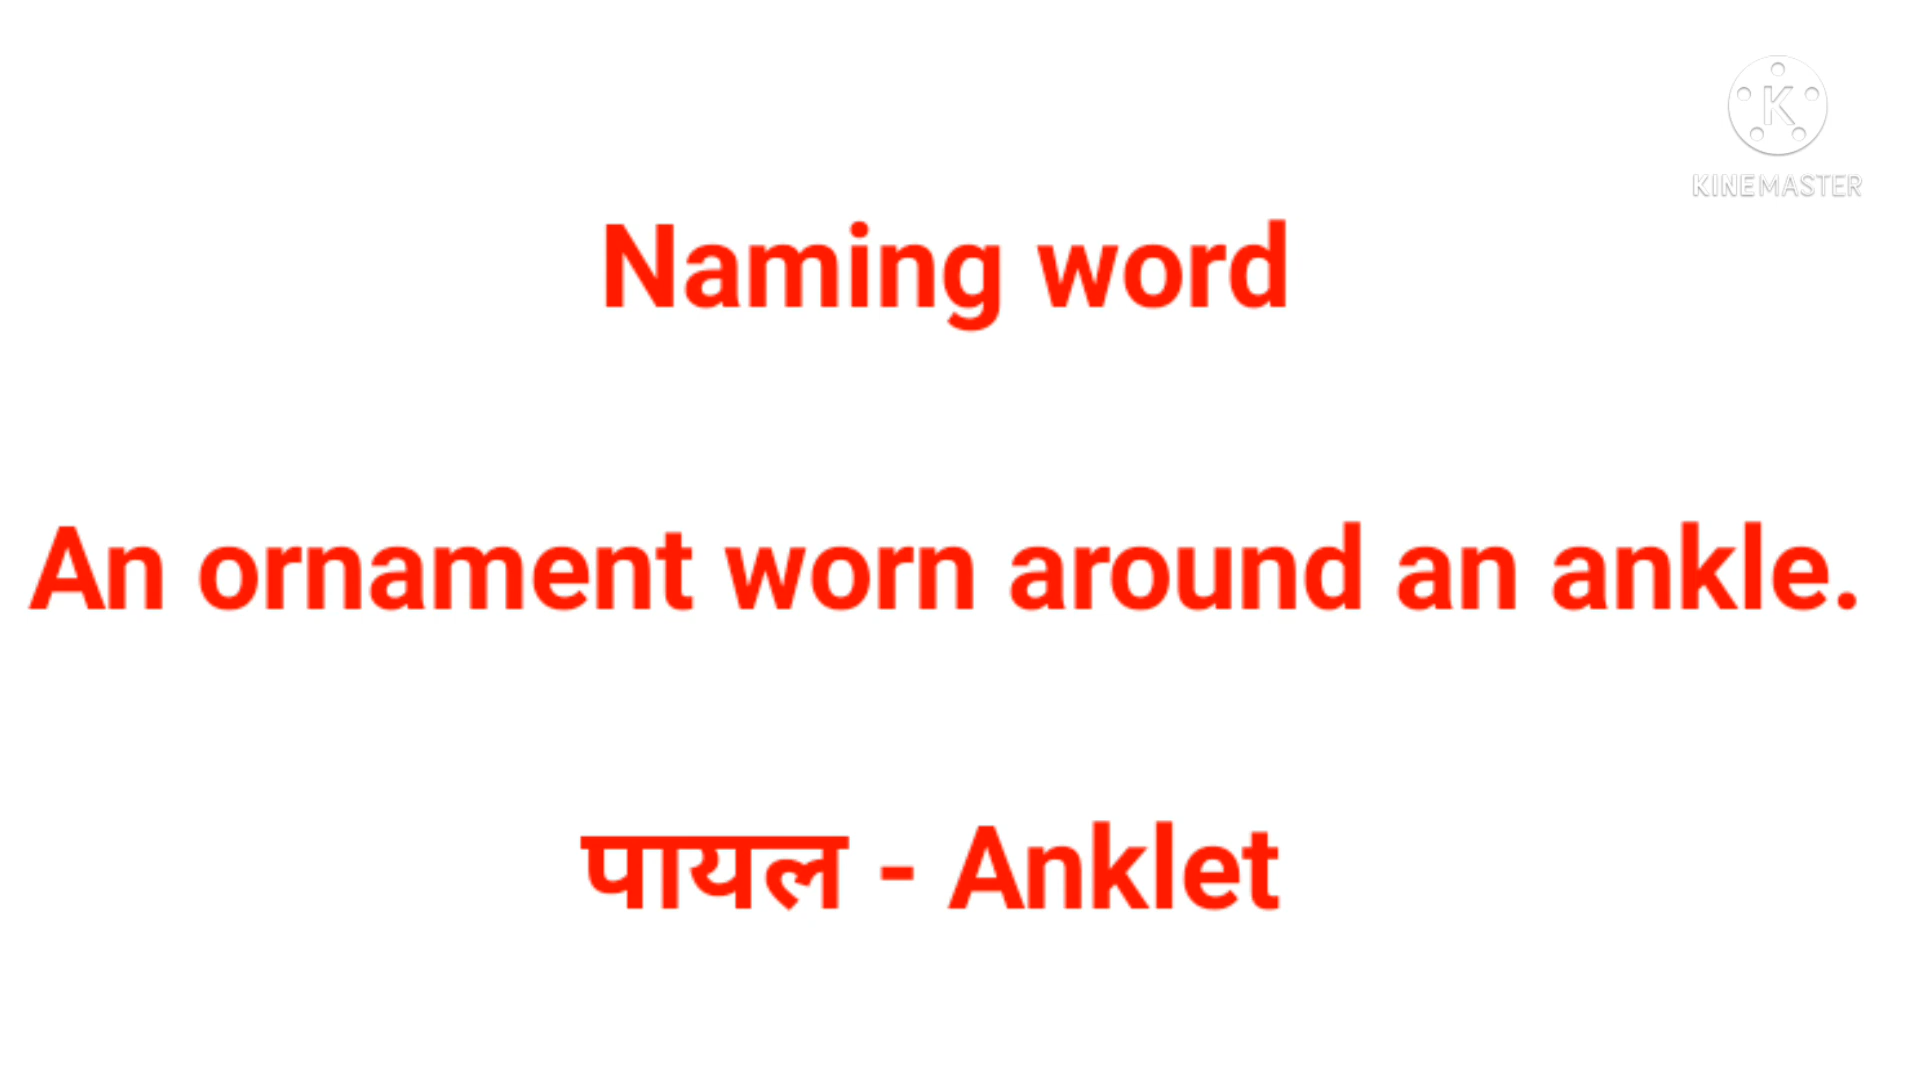 K
KINEMASTER
Naming word
An ornament worn around an ankle.
पायल - Anklet